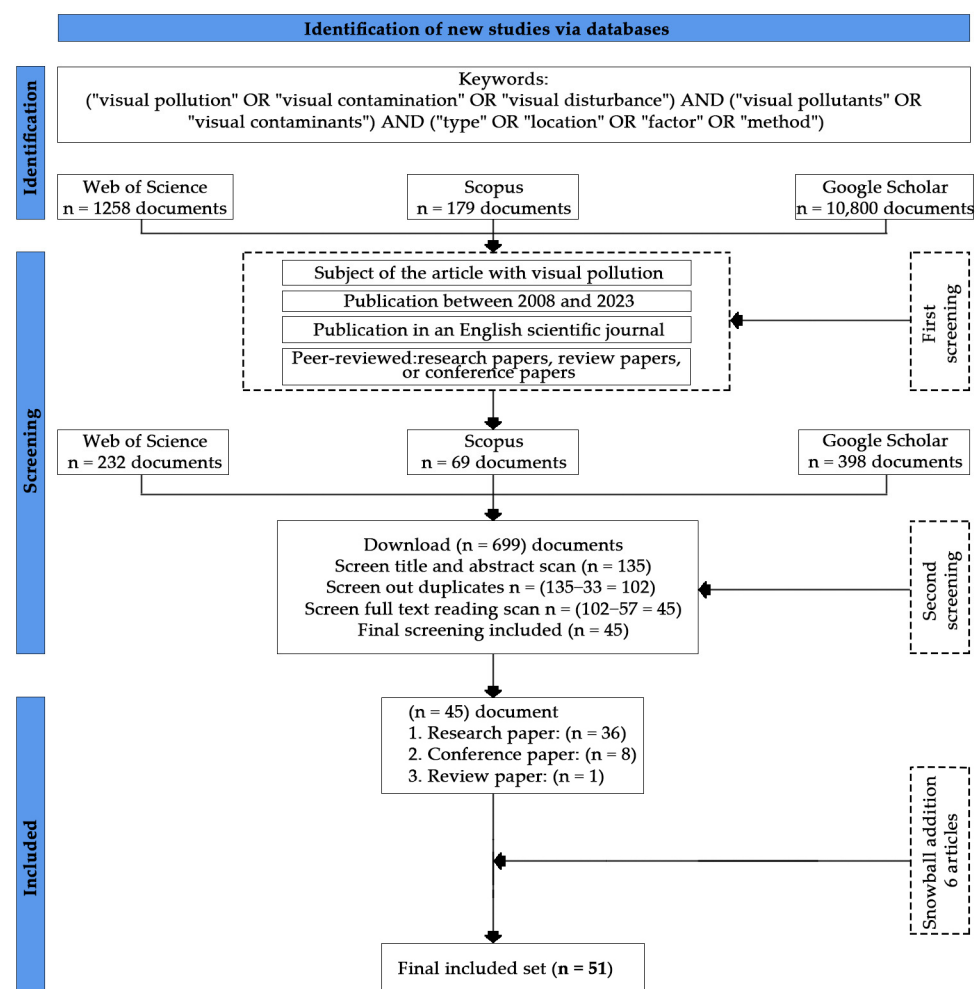 Identification of new studies via databases
Identification
Keywords:
("visual pollution" OR "visual contamination" OR "visual disturbance") AND ("visual pollutants" OR
"visual contaminants") AND ("type" OR "location" OR "factor" OR "method")
Web of Science
n = 1258 documents
Scopus
n = 179 documents
Google Scholar
n = 10,800 documents
Screening
Subject of the article with visual pollution
Publication between 2008 and 2023
Publication in an English scientific journal
Peer-reviewed:research papers, review papers,
or conference papers
First
screening
Web of Science
n = 232 documents
Scopus
n = 69 documents
Google Scholar
n = 398 documents
Download (n = 699) documents
Screen title and abstract scan (n = 135)
Screen out duplicates n = (135–33 = 102)
Screen full text reading scan n = (102–57 = 45)
Final screening included (n = 45)
Second
screening
Included
(n = 45) document
1. Research paper: (n = 36)
2. Conference paper: (n = 8)
3. Review paper: (n = 1)
Snowball addition
6 articles
Final included set (n = 51)